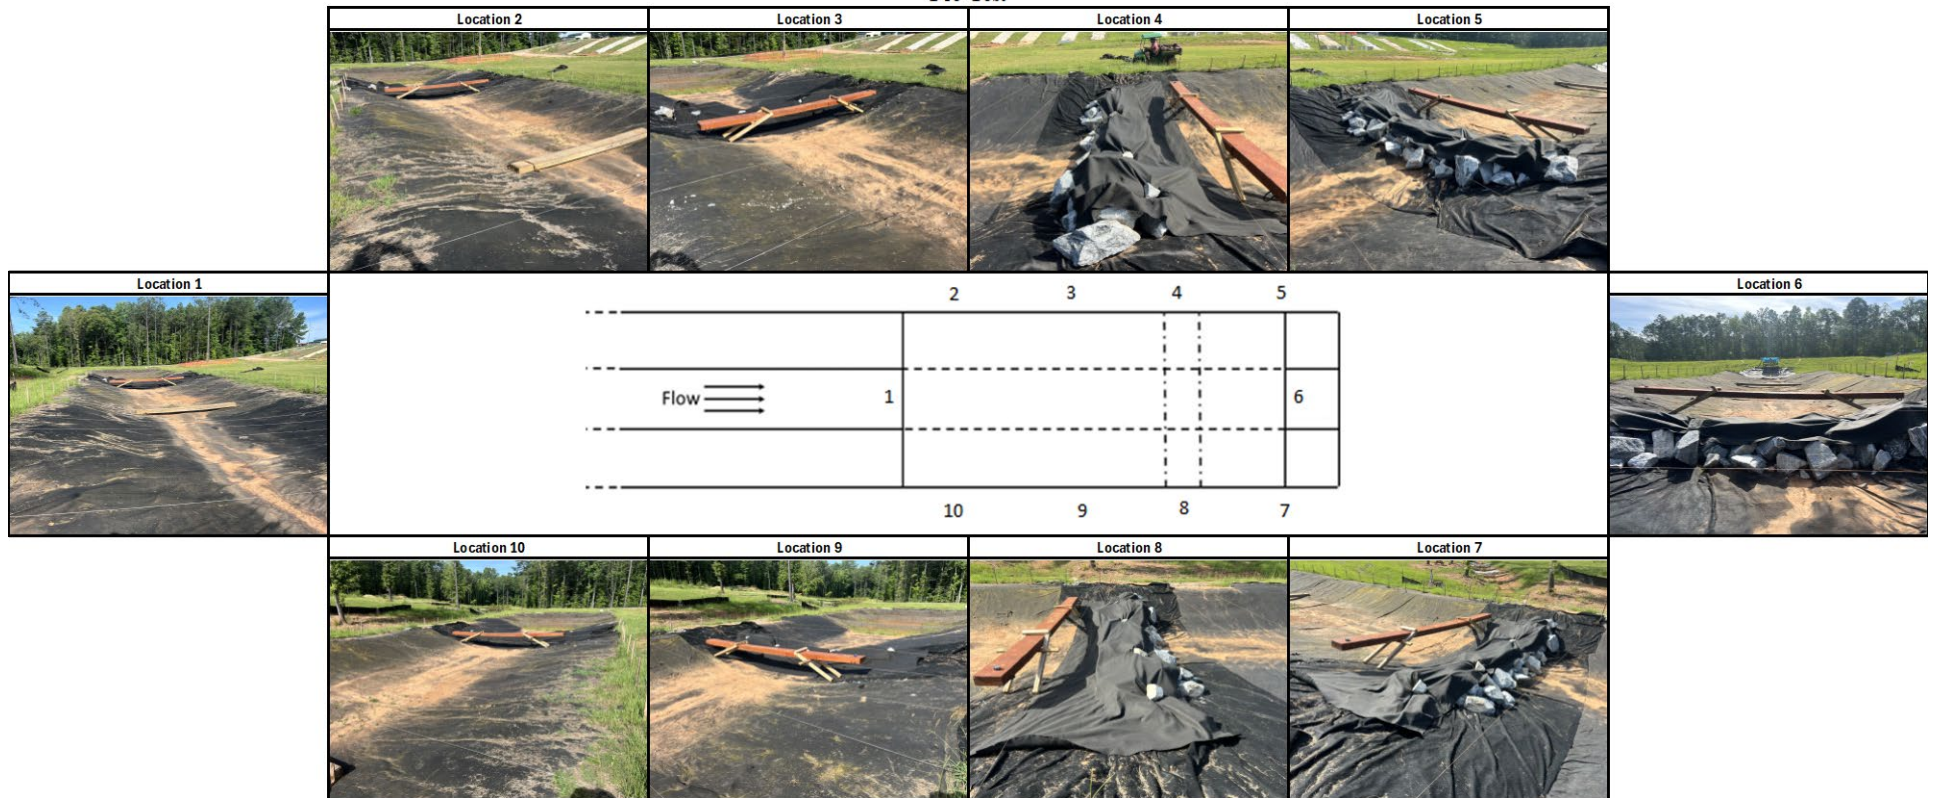 Location 2
Location 3
Location 4
Location 5
Location 1
Location 6
2
3
4
5
Flow
1
6
10
9
8
7
Location 10
Location 9
Location 8
Location 7